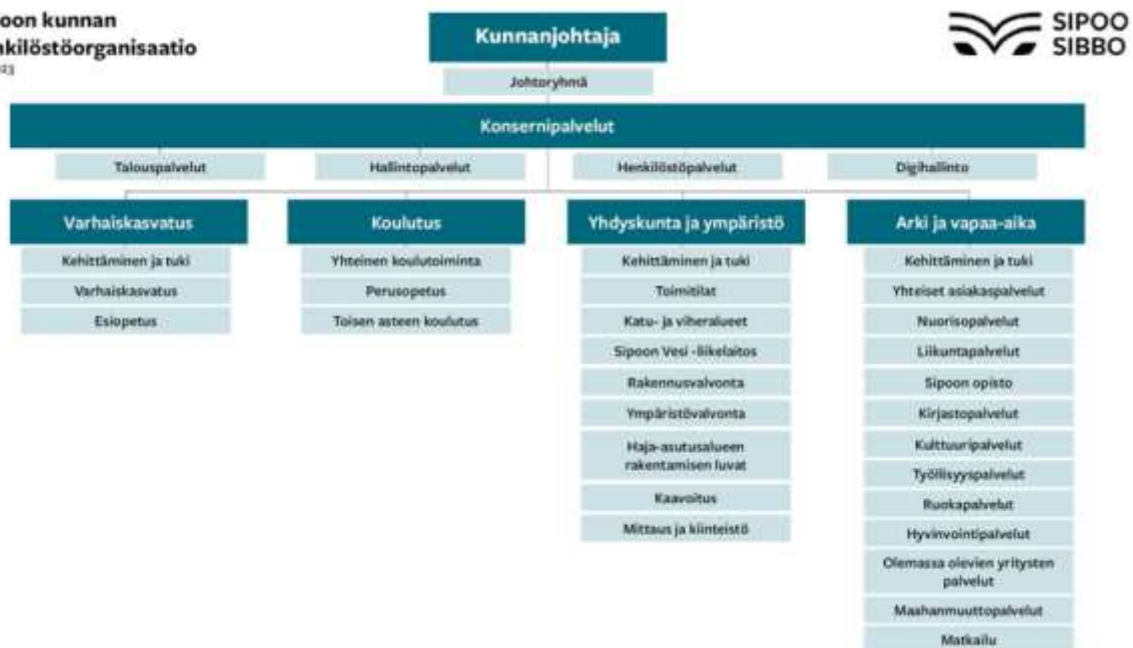 oon kunnan
kilöstöorganisaatio
Kunnanjohtaja
Johtoryhmä
SIPOO
SIBBO
Konsernipalvelut
Talouspalvelut
Hallintopalvelut
Henkilöstöpalvelut
Digihallinto
Varhaiskasvatus
Kehittäminen ja tuki
Varhaiskasvatus
Esiopetus
Koulutus
Yhteinen koulutoiminta
Perusopetus
Toisen asteen koulutus
Yhdyskunta ja ympäristö
Kehittäminen ja tuki
Toimitilat
Katu- ja viheralueet
Sipoon Vesi -liikelaitos
Rakennusvalvonta
Ympäristövalvonta
Haja-asutusalueen
rakentamisen luvat
Kaavoitus
Mittaus ja kiinteistö
Arki ja vapaa-aika
Kehittäminen ja tuki
Yhteiset asiakaspalvelut
Nuorisopalvelut
Liikuntapalvelut
Sipoon opisto
Kirjastopalvelut
Kulttuuripalvelut
Työllisyyspalvelut
Ruokapalvelut
Hyvinvointipalvelut
Olemassa olevien yritysten
palvelut
Maahanmuuttopalvelut
Matkailu